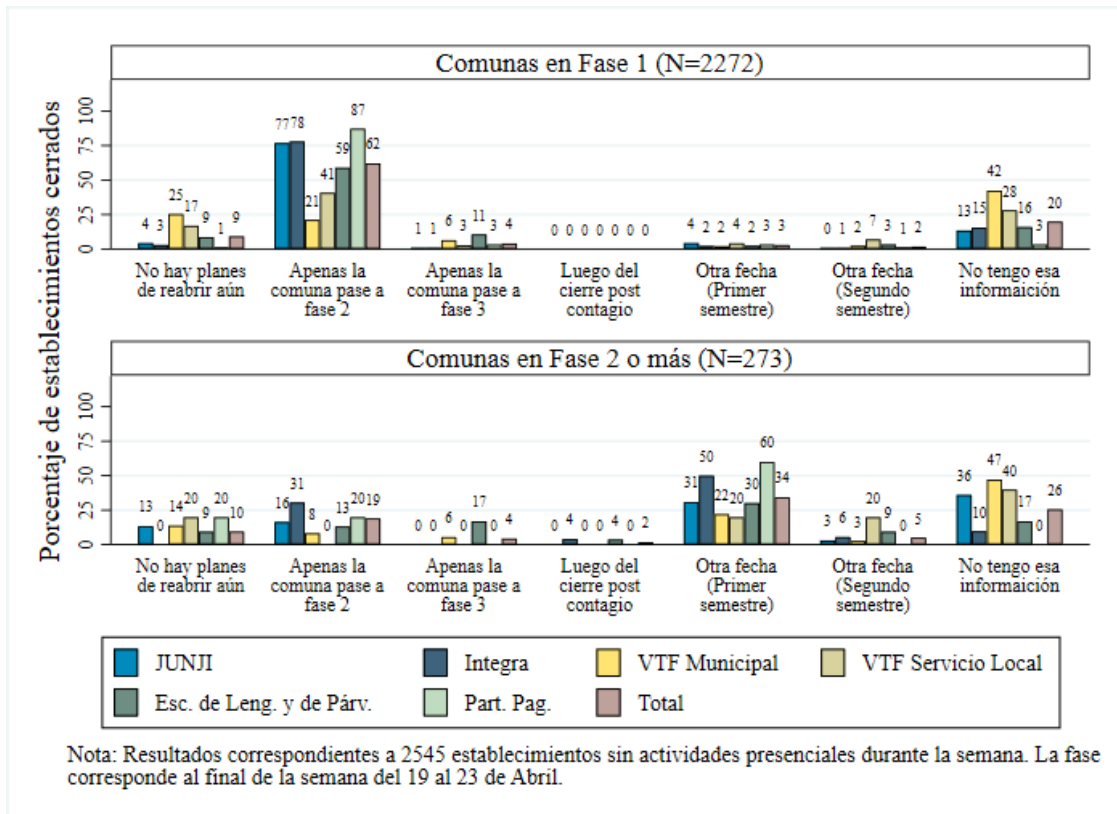 Comunas en Fase 1 (N=2272)
Porcentaje de establecimientos cerrados
100
75
50
25
0
4 3 25 17 9 1 9
77 78 21 41 59 87 62
1 1 6 3 11 3 4
0 0 0 0 0 0 0
4 2 2 4 2 3 3
0 1 2 7 3 1 2
13 15 42 28 16 3 20
No hay planes
de reabrir aún
Apenas la
comuna pase a
fase 2
Apenas la
comuna pase a
fase 3
Luego del
cierre post
contagio
Otra fecha
(Primer
semestre)
Otra fecha
(Segundo
semestre)
No tengo esa
informaición
Comunas en Fase 2 o más (N=273)
100
75
50
25
0
13 0 14 20 9 20 10
16 31 8 0 13 20 19
0 0 6 0 17 0 4
0 4 0 0 4 0 2
31 50 22 20 30 60 34
3 6 3 20 9 0 5
36 10 47 40 17 0 26
No hay planes
de reabrir aún
Apenas la
comuna pase a
fase 2
Apenas la
comuna pase a
fase 3
Luego del
cierre post
contagio
Otra fecha
(Primer
semestre)
Otra fecha
(Segundo
semestre)
No tengo esa
informaición
JUNJI Integra VTF Municipal VTF Servicio Local
Esc. de Leng. y de Párv. Part. Pag. Total
Nota: Resultados correspondientes a 2545 establecimientos sin actividades presenciales durante la semana. La fase
corresponde al final de la semana del 19 al 23 de Abril.